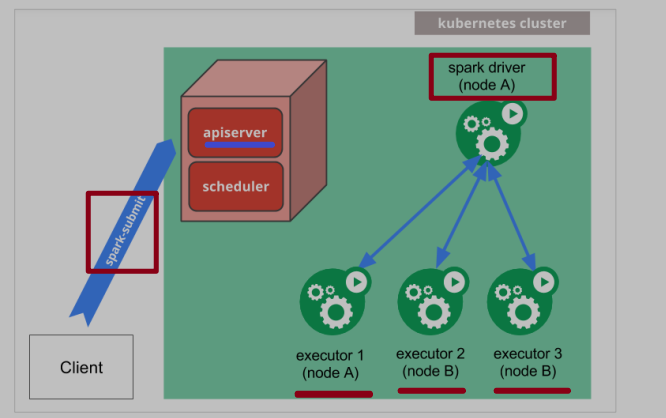 kubernetes cluster
spark driver
(node A)
apiserver
scheduler
spark-submit
Client
executor 1
(node A)
executor 2
(node B)
executor 3
(node B)